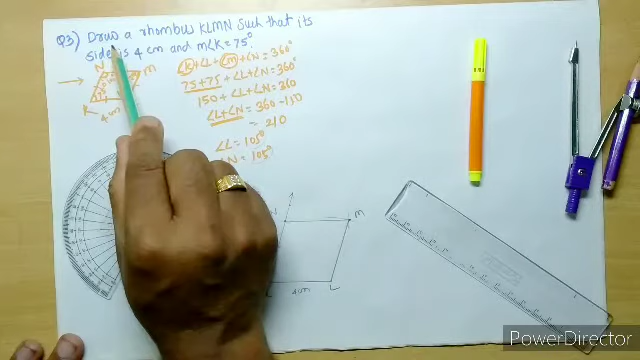 Q3) Draw a rhombus KLMN such that its
side is 4 cm and m∠K = 75°.
∠K + ∠L + ∠M + ∠N = 360°
75 + 75 + ∠L + ∠N = 360°
150 + ∠L + ∠N = 360
∠L + ∠N = 360 - 150
= 210
∠L = 105°
∠N = 105°
N M
K 4 cm
M
4cm L
PowerDirector